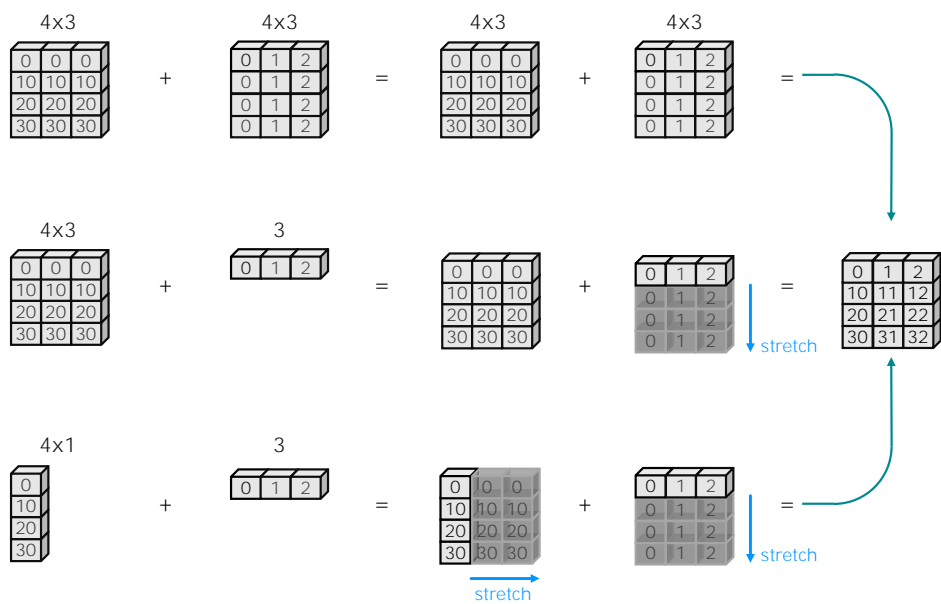 4x3 4x3 4x3 4x3
0 0 0 0 1 2 0 0 0 0 1 2
10 10 10 + 0 1 2 = 10 10 10 + 0 1 2 =
20 20 20 0 1 2 20 20 20 0 1 2
30 30 30 0 1 2 30 30 30 0 1 2
4x3 3
0 0 0 0 1 2 0 0 0 0 1 2 0 1 2
10 10 10 + = 10 10 10 + 0 1 2 = 10 11 12
20 20 20 20 20 20 0 1 2 20 21 22
30 30 30 30 30 30 0 1 2 30 31 32
stretch
4x1 3
0 0 1 2 0 0 0 0 1 2
10 + = 10 10 10 + 0 1 2 =
20 20 20 20 0 1 2
30 30 30 30 0 1 2
stretch
stretch